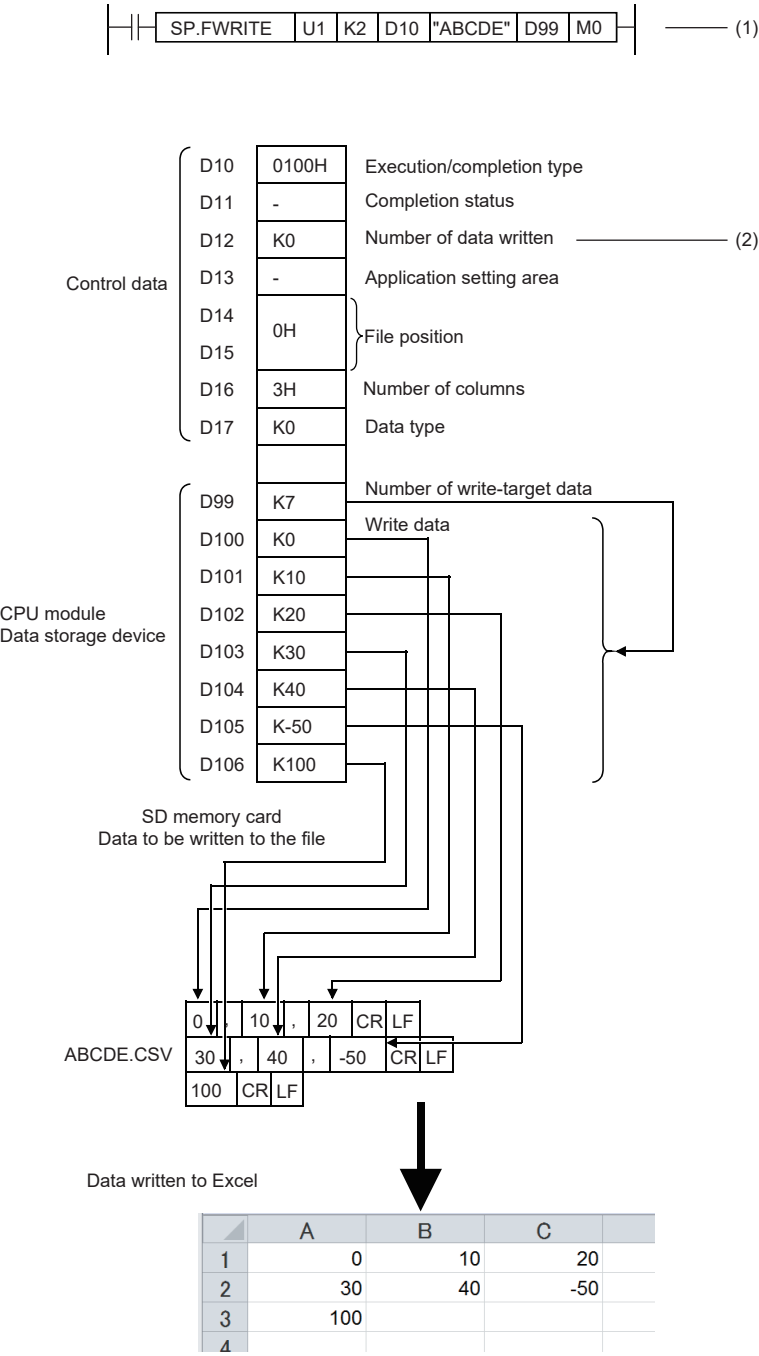 SP.FWRITE U1 K2 D10 "ABCDE" D99 M0 (1)
D10 0100H Execution/completion type
D11 - Completion status
D12 K0 Number of data written (2)
Control data
D13 - Application setting area
D14
0H File position
D15
D16 3H Number of columns
D17 K0 Data type
Number of write-target data
D99 K7
Write data
D100 K0
D101 K10
CPU module
Data storage device
D102 K20
D103 K30
D104 K40
D105 K-50
D106 K100
SD memory card
Data to be written to the file
0 , 10 , 20 CR LF
ABCDE.CSV 30 , 40 , -50 CR LF
100 CR LF
Data written to Excel
A B C
1 0 10 20
2 30 40 -50
3 100
4